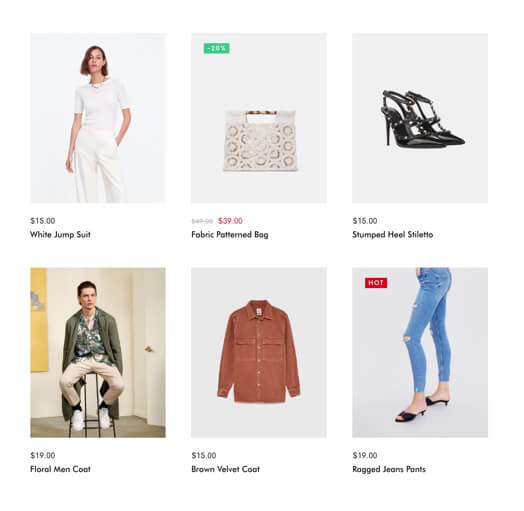 -20%
$15.00
White Jump Suit
$49.00 $39.00
Fabric Patterned Bag
$15.00
Stumped Heel Stiletto
HOT
$19.00
Floral Men Coat
$15.00
Brown Velvet Coat
$19.00
Ragged Jeans Pants